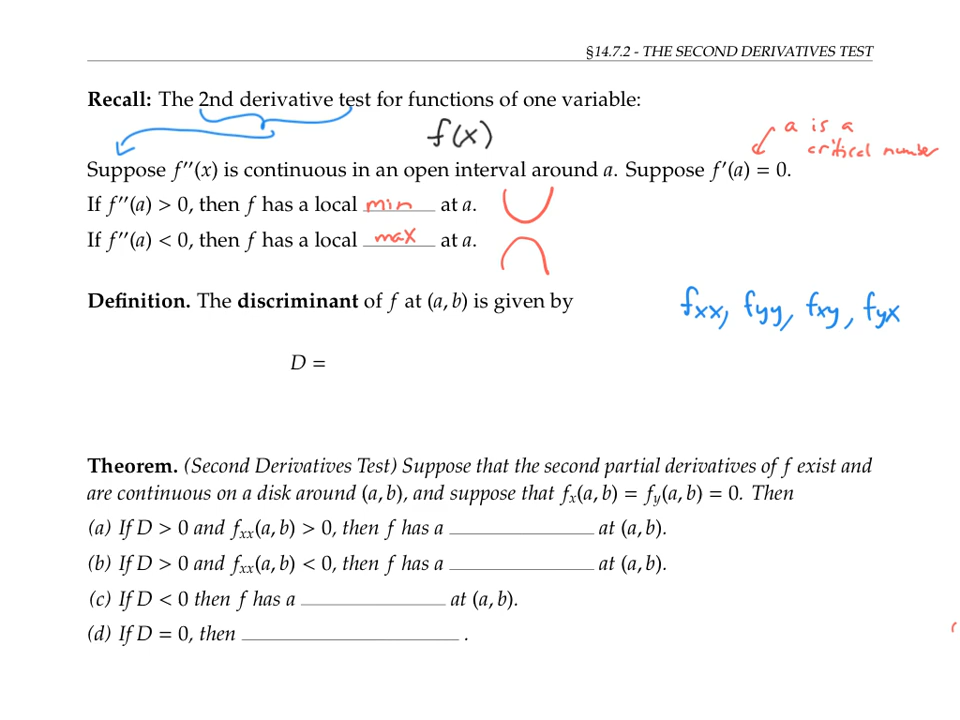 §14.7.2 - THE SECOND DERIVATIVES TEST
Recall: The 2nd derivative test for functions of one variable:
f(x)
a is a
critical number
Suppose f′′(x) is continuous in an open interval around a. Suppose f′(a) = 0.
If f′′(a) > 0, then f has a local min at a.
If f′′(a) < 0, then f has a local max at a.
Definition. The discriminant of f at (a, b) is given by
fxx, fyy, fxy, fyx
D =
Theorem. (Second Derivatives Test) Suppose that the second partial derivatives of f exist and
are continuous on a disk around (a, b), and suppose that fx(a, b) = fy(a, b) = 0. Then
(a) If D > 0 and fxx(a, b) > 0, then f has a ____________ at (a, b).
(b) If D > 0 and fxx(a, b) < 0, then f has a ____________ at (a, b).
(c) If D < 0 then f has a ____________ at (a, b).
(d) If D = 0, then __________________ .